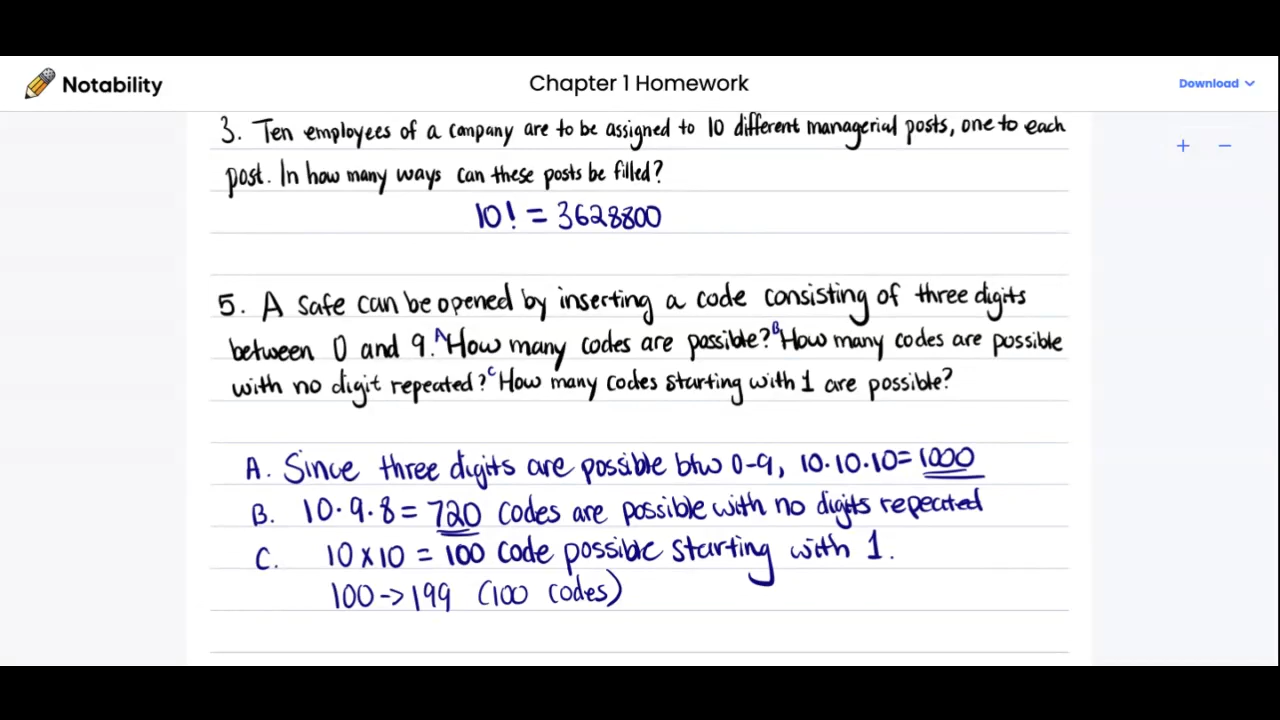 Notability
Chapter 1 Homework
Download
3. Ten employees of a company are to be assigned to 10 different managerial posts, one to each
post. In how many ways can these posts be filled?
10! = 3628800
5. A safe can be opened by inserting a code consisting of three digits
between 0 and 9. A How many codes are possible? B How many codes are possible
with no digit repeated? C How many codes starting with 1 are possible?
A. Since three digits are possible btw 0-9, 10·10·10 = 1000
B. 10·9·8 = 720 codes are possible with no digits repeated
C. 10 x 10 = 100 code possible starting with 1.
100 -> 199 (100 codes)